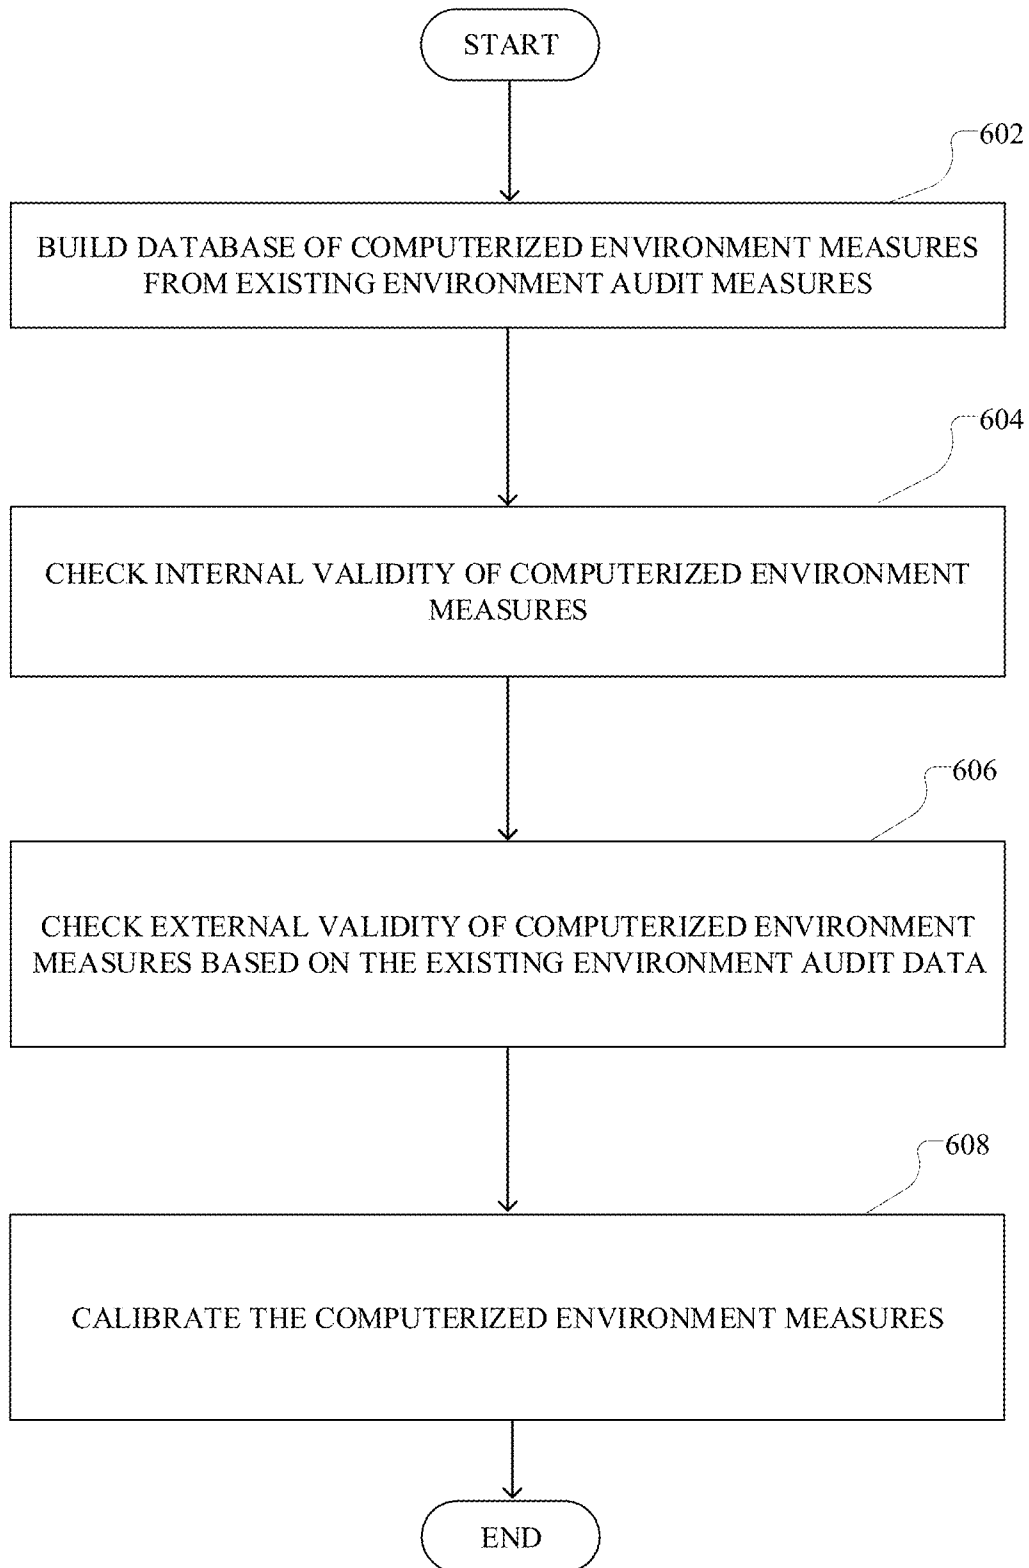 START
602
BUILD DATABASE OF COMPUTERIZED ENVIRONMENT MEASURES
FROM EXISTING ENVIRONMENT AUDIT MEASURES
604
CHECK INTERNAL VALIDITY OF COMPUTERIZED ENVIRONMENT
MEASURES
606
CHECK EXTERNAL VALIDITY OF COMPUTERIZED ENVIRONMENT
MEASURES BASED ON THE EXISTING ENVIRONMENT AUDIT DATA
608
CALIBRATE THE COMPUTERIZED ENVIRONMENT MEASURES
END